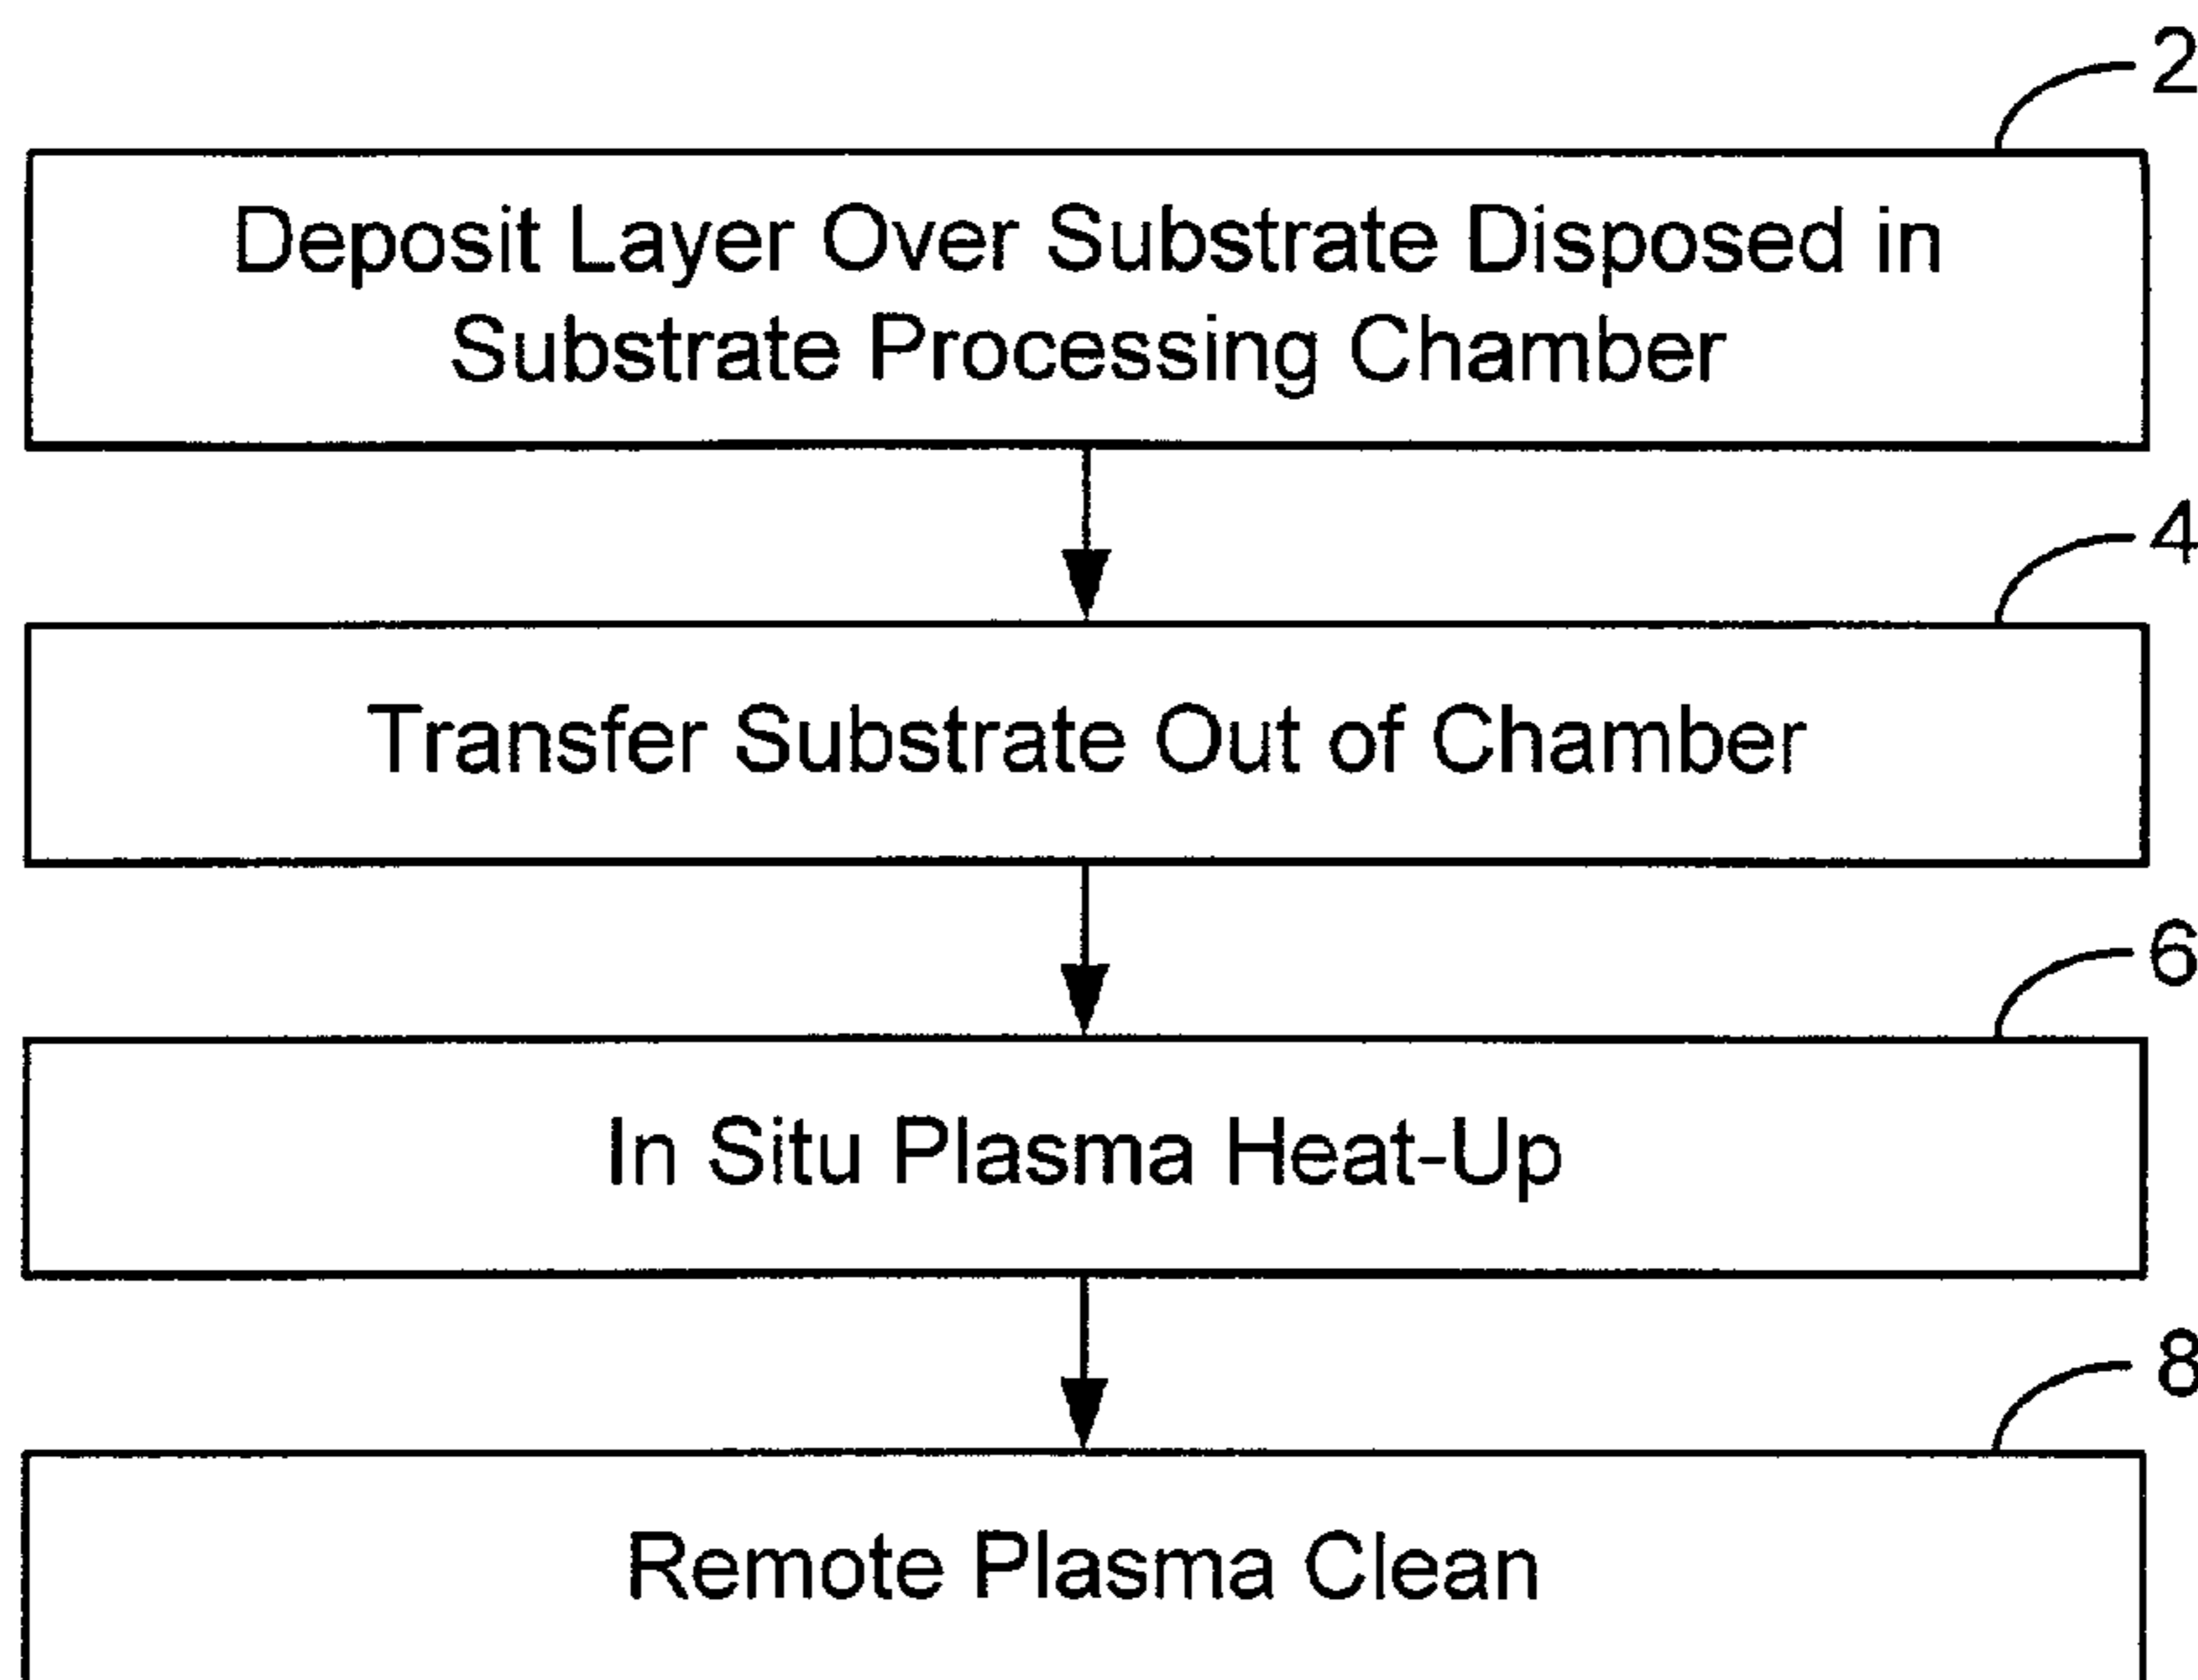 2
Deposit Layer Over Substrate Disposed in
Substrate Processing Chamber
4
Transfer Substrate Out of Chamber
6
In Situ Plasma Heat-Up
8
Remote Plasma Clean